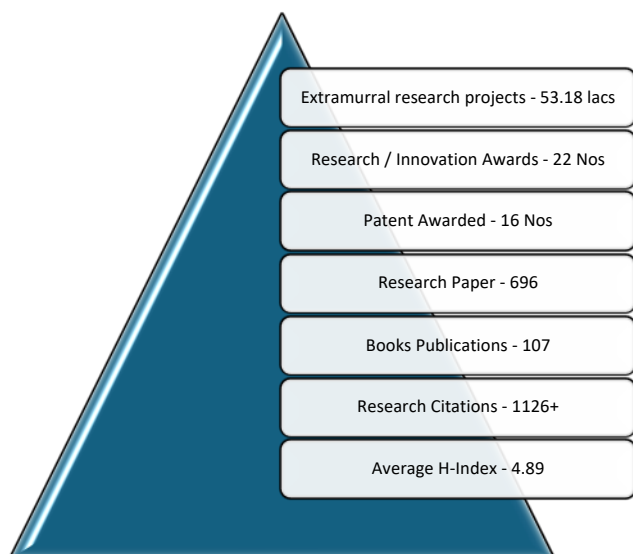 Extramurral research projects - 53.18 lacs
Research / Innovation Awards - 22 Nos
Patent Awarded - 16 Nos
Research Paper - 696
Books Publications - 107
Research Citations - 1126+
Average H-Index - 4.89